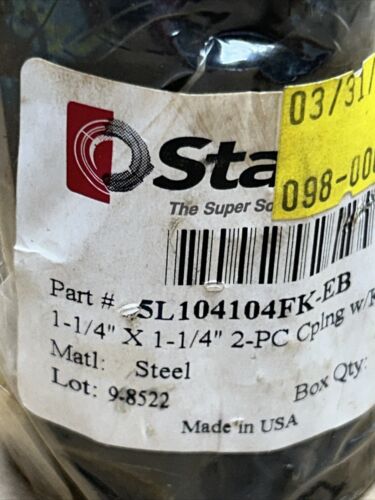 03/31/
Sta
098-00
The Super So
Part # 5L104104FK-EB
1-1/4" X 1-1/4" 2-PC Cplng w/K
Matl: Steel
Lot: 9-8522
Box Qty:
Made in USA